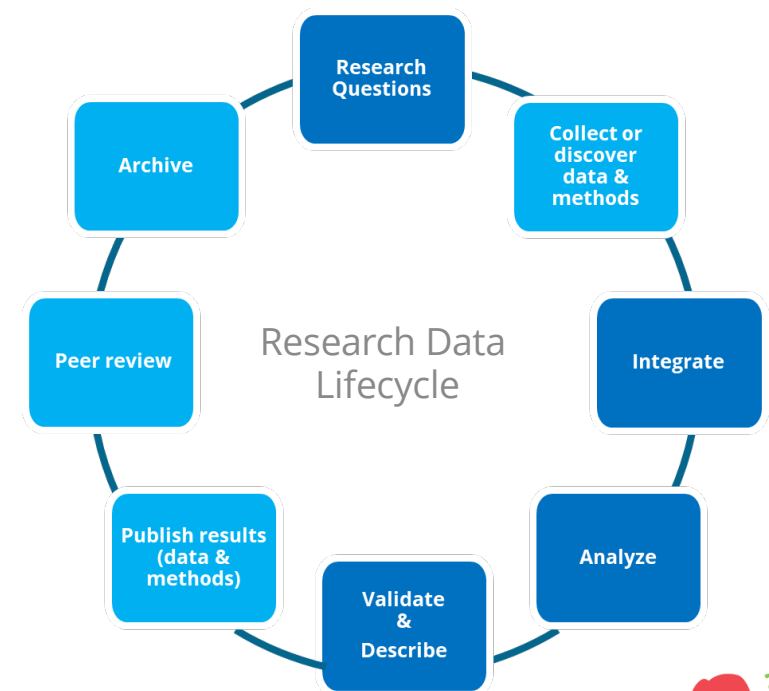 Research
Questions
Collect or
discover
data &
methods
Integrate
Analyze
Validate
&
Describe
Publish results
(data &
methods)
Peer review
Archive
Research Data
Lifecycle